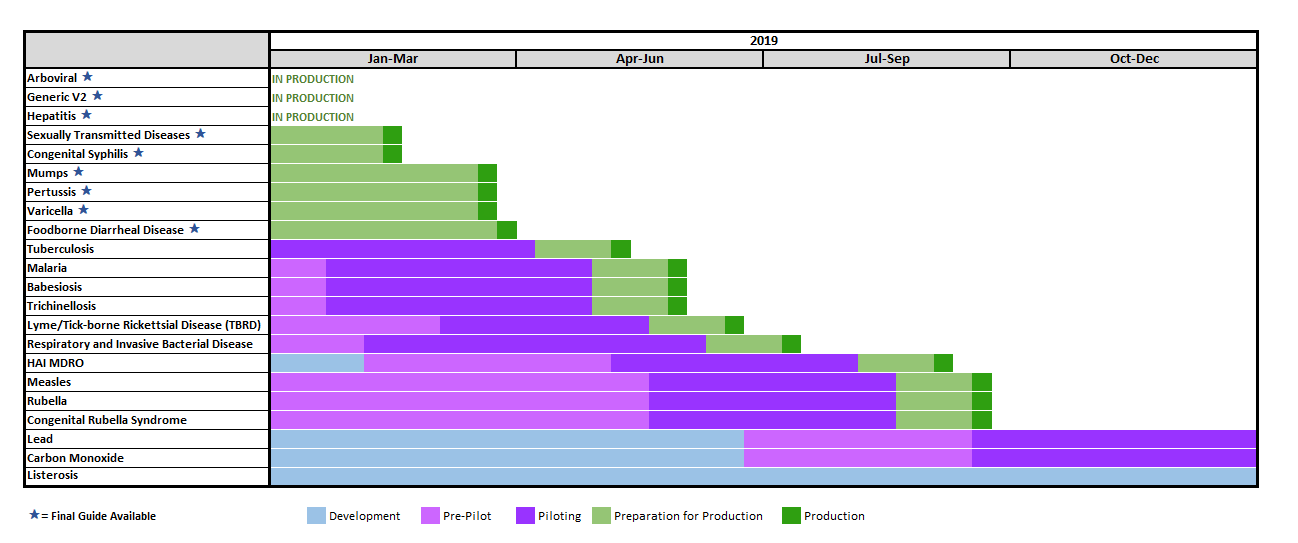 2019
Jan-Mar Apr-Jun Jul-Sep Oct-Dec
Arboviral ★ IN PRODUCTION
Generic V2 ★ IN PRODUCTION
Hepatitis ★ IN PRODUCTION
Sexually Transmitted Diseases ★
Congenital Syphilis ★
Mumps ★
Pertussis ★
Varicella ★
Foodborne Diarrheal Disease ★
Tuberculosis
Malaria
Babesiosis
Trichinellosis
Lyme/Tick-borne Rickettsial Disease (TBRD)
Respiratory and Invasive Bacterial Disease
HAI MDRO
Measles
Rubella
Congenital Rubella Syndrome
Lead
Carbon Monoxide
Listerosis
★= Final Guide Available Development Pre-Pilot Piloting Preparation for Production Production